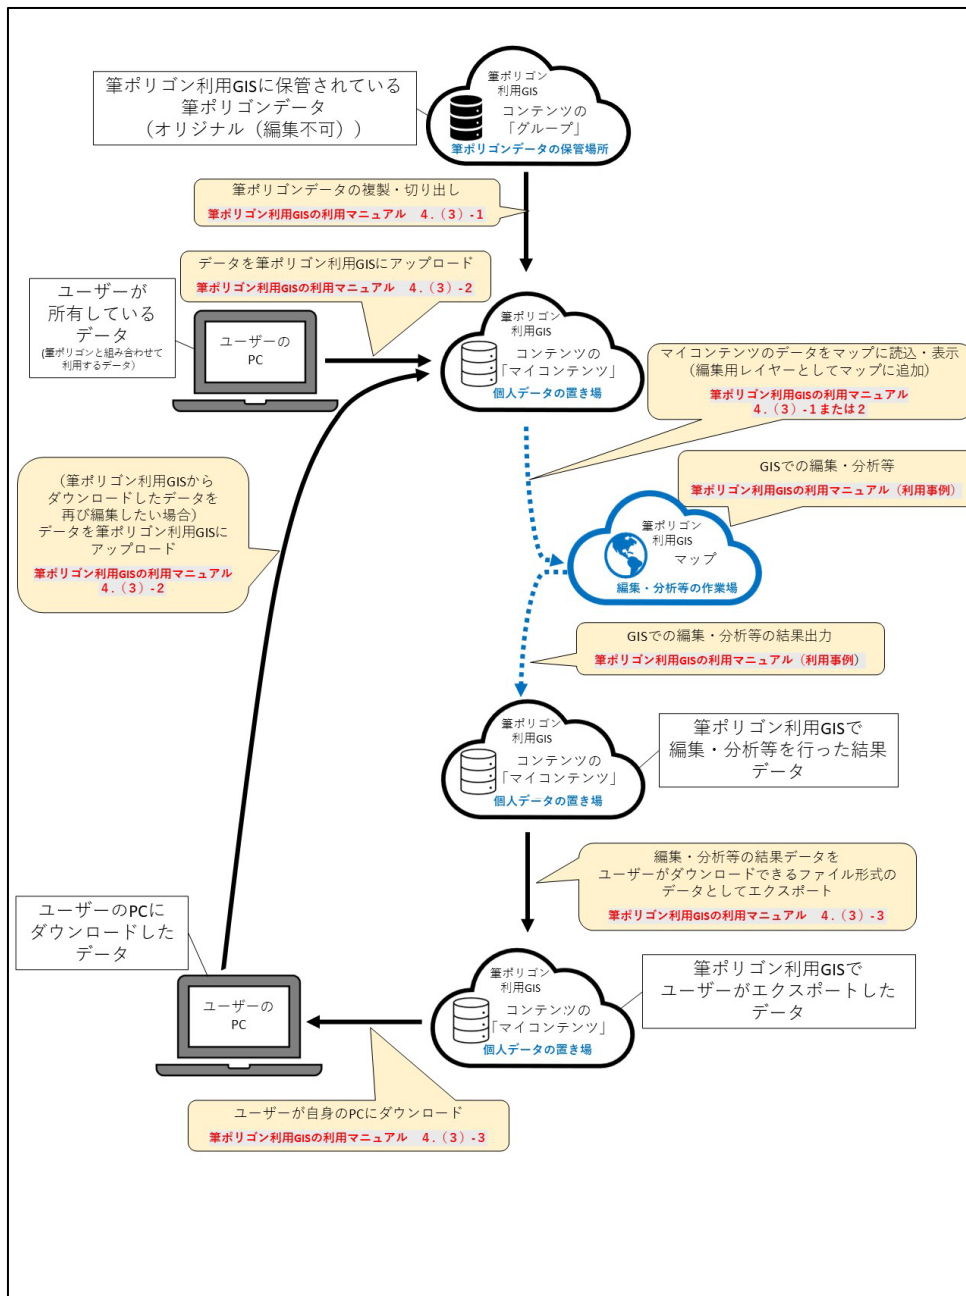 筆ポリゴン利用GISに保管されている
筆ポリゴンデータ
（オリジナル（編集不可））
筆ポリゴン
利用GIS
コンテンツの
「グループ」
筆ポリゴンデータの保管場所
筆ポリゴンデータの複製・切り出し
筆ポリゴン利用GISの利用マニュアル　４.（３）-１
データを筆ポリゴン利用GISにアップロード
筆ポリゴン利用GISの利用マニュアル　４.（３）-２
ユーザーが
所有している
データ
（筆ポリゴンと組み合わせて
利用するデータ）
ユーザーの
PC
筆ポリゴン
利用GIS
コンテンツの
「マイコンテンツ」
個人データの置き場
マイコンテンツのデータをマップに読込・表示
（編集用レイヤーとしてマップに追加）
筆ポリゴン利用GISの利用マニュアル
４.（３）-１または２
GISでの編集・分析等
筆ポリゴン利用GISの利用マニュアル（利用事例）
（筆ポリゴン利用GISから
ダウンロードしたデータを
再び編集したい場合）
データを筆ポリゴン利用GISに
アップロード
筆ポリゴン利用GISの利用マニュアル
４.（３）-２
筆ポリゴン
利用GIS
マップ
編集・分析等の作業場
GISでの編集・分析等の結果出力
筆ポリゴン利用GISの利用マニュアル（利用事例）
筆ポリゴン
利用GIS
コンテンツの
「マイコンテンツ」
個人データの置き場
筆ポリゴン利用GISで
編集・分析等を行った結果
データ
編集・分析等の結果データを
ユーザーがダウンロードできるファイル形式の
データとしてエクスポート
筆ポリゴン利用GISの利用マニュアル　４.（３）-３
ユーザーのPCに
ダウンロードした
データ
ユーザーの
PC
筆ポリゴン
利用GIS
コンテンツの
「マイコンテンツ」
個人データの置き場
筆ポリゴン利用GISで
ユーザーがエクスポートした
データ
ユーザーが自身のPCにダウンロード
筆ポリゴン利用GISの利用マニュアル　４.（３）-３